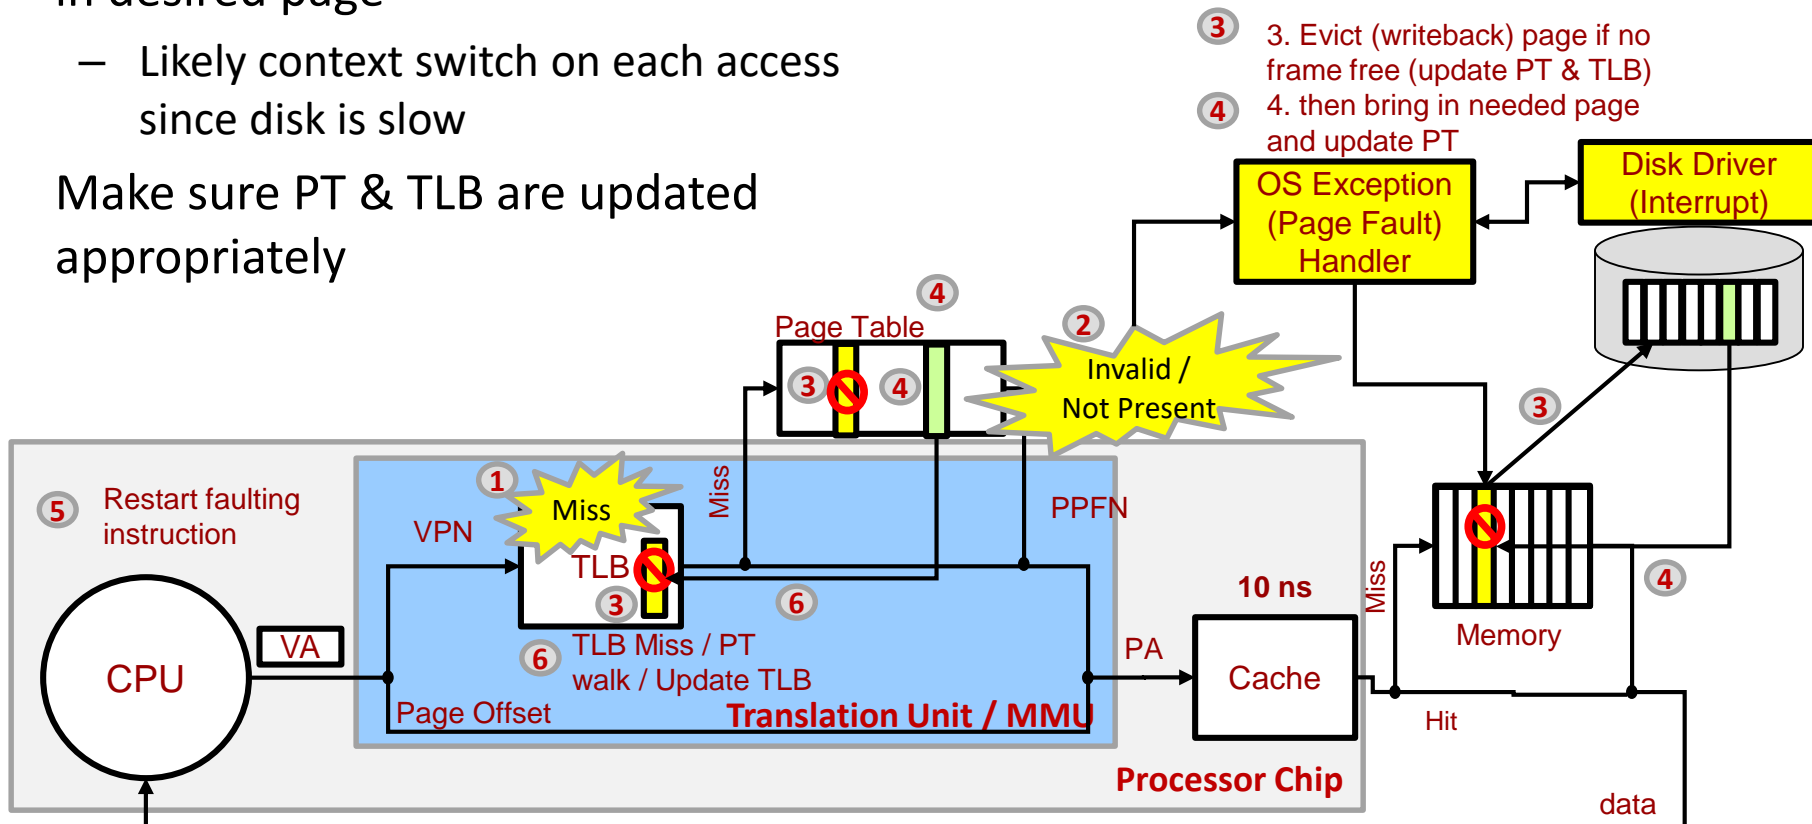 in desired page
– Likely context switch on each access
since disk is slow
Make sure PT & TLB are updated
appropriately
3
3. Evict (writeback) page if no
frame free (update PT & TLB)
4
4. then bring in needed page
and update PT
OS Exception
(Page Fault)
Handler
Disk Driver
(Interrupt)
4
Page Table
2
Invalid /
Not Present
3
4
3
1
Miss
Miss
5
Restart faulting
instruction
VPN
TLB
3
PPFN
6
6
TLB Miss / PT
walk / Update TLB
10 ns
Miss
4
Memory
VA
CPU
PA
Cache
Page Offset
Translation Unit / MMU
Hit
Processor Chip
data